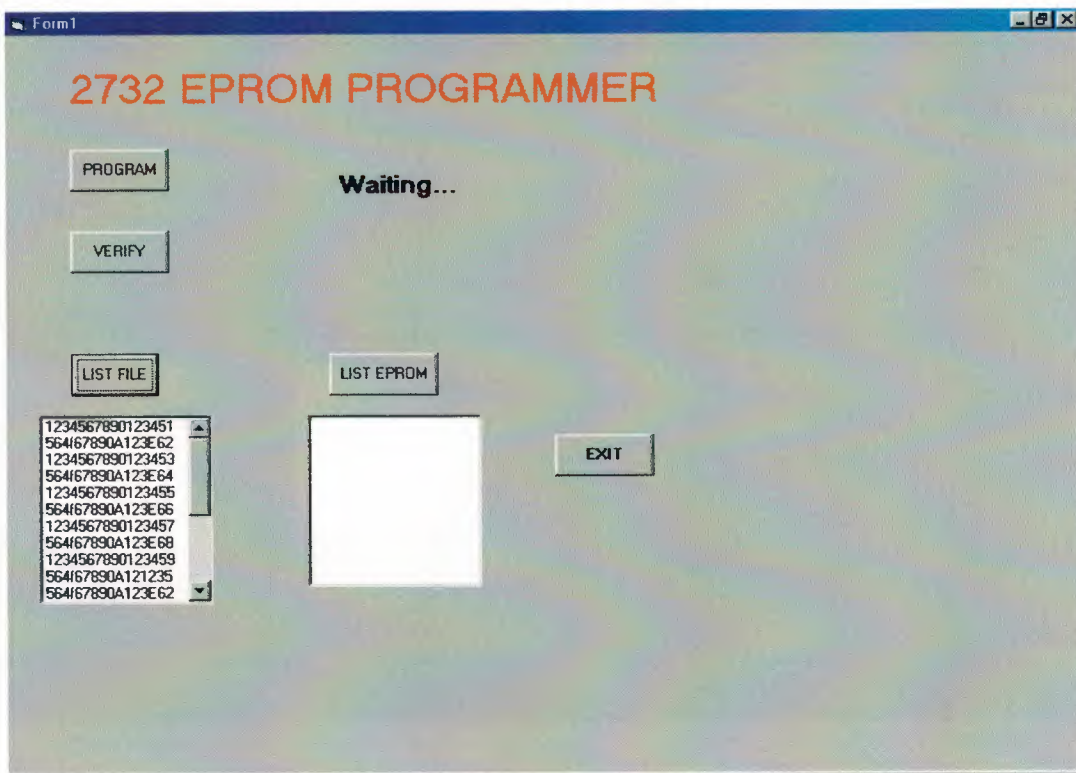 Form1
2732 EPROM PROGRAMMER
PROGRAM
Waiting...
VERIFY
LIST FILE
LIST EPROM
1234567890123451
564f67890A123E62
1234567890123453
564f67890A123E64
1234567890123455
564f67890A123E66
1234567890123457
564f67890A123E68
1234567890123459
564f67890A121235
564f67890A123E62
EXIT